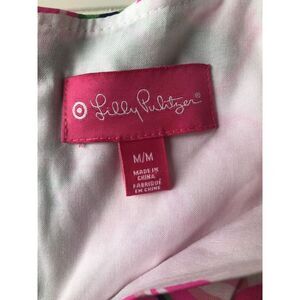 Lilly Pulitzer®
M/M
MADE IN
CHINA
FABRIQUÉ
EN CHINE